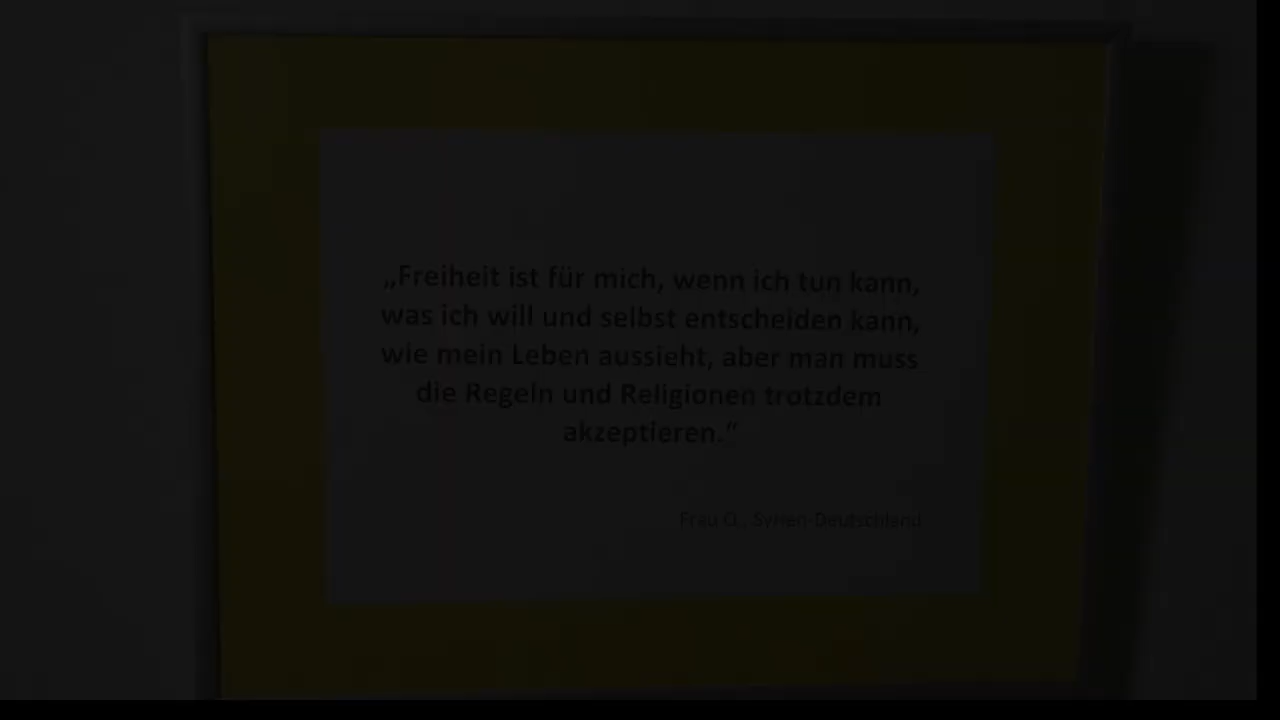 „Freiheit ist für mich, wenn ich tun kann,
was ich will und selbst entscheiden kann,
wie mein Leben aussieht, aber man muss
die Regeln und Religionen trotzdem
akzeptieren.“
Frau O., Syrien-Deutschland